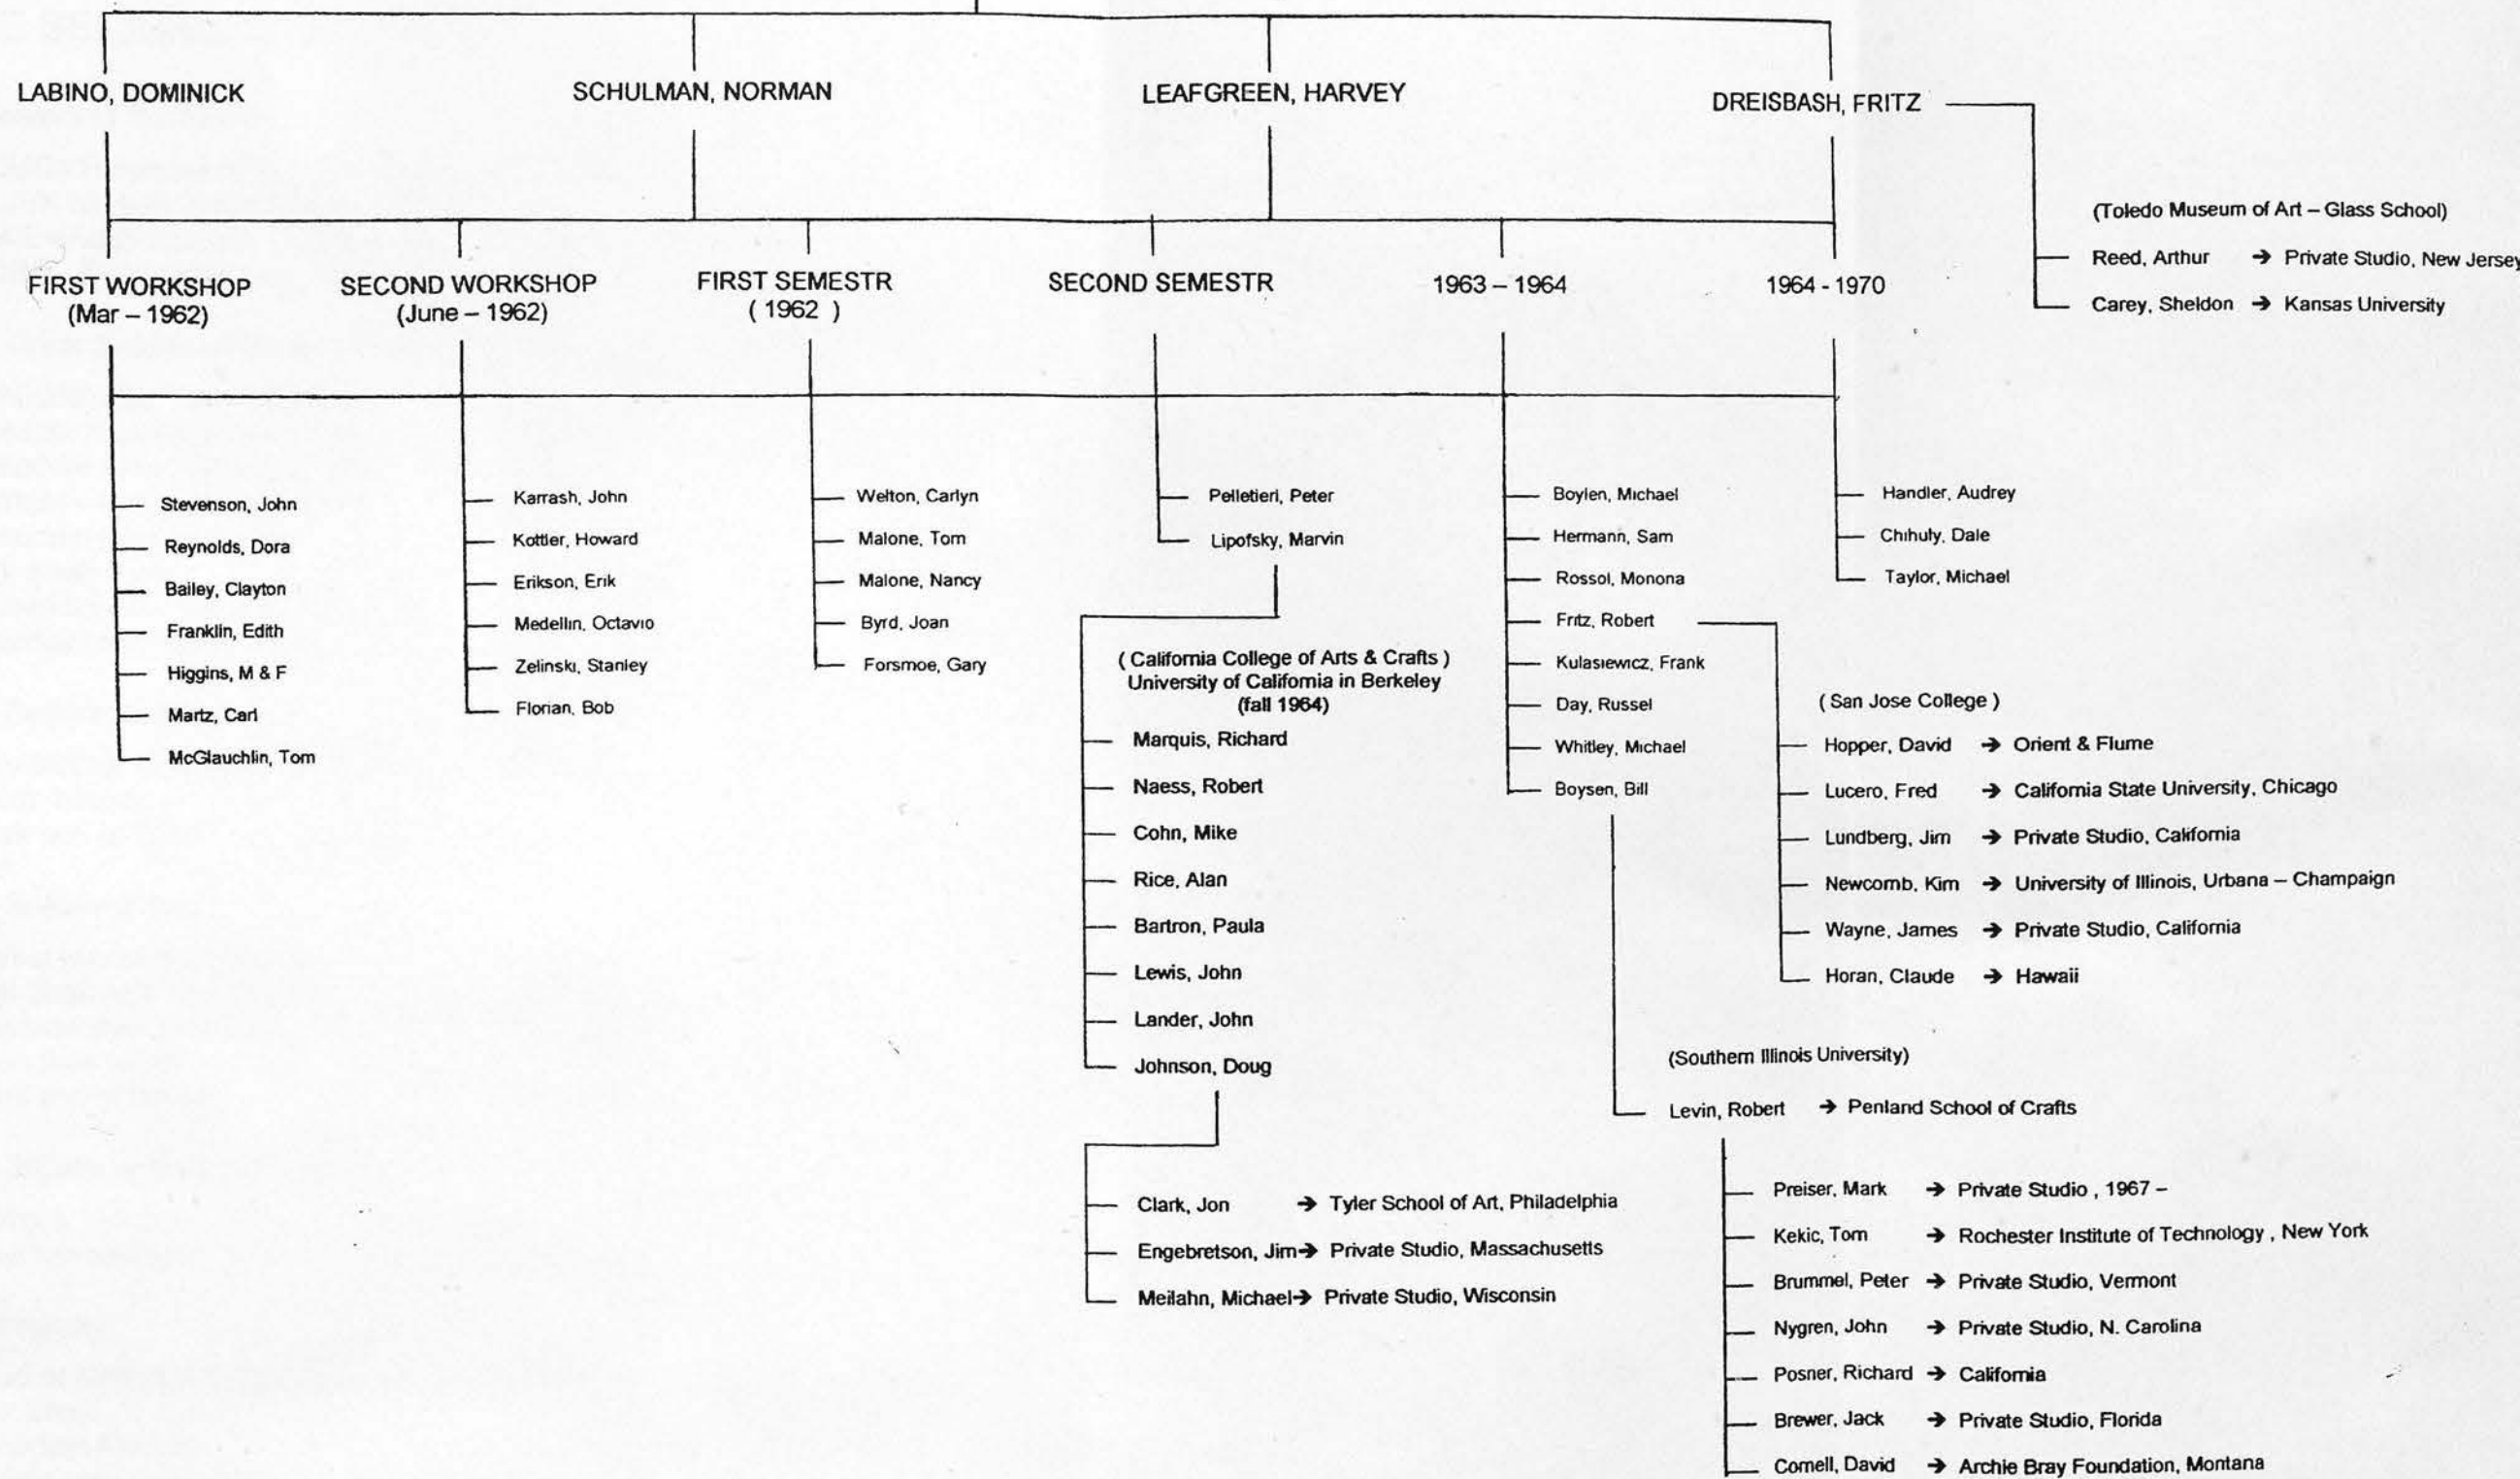 LABINO, DOMINICK
SCHULMAN, NORMAN
LEAFGREEN, HARVEY
DREISBASH, FRITZ
(Toledo Museum of Art – Glass School)
Reed, Arthur → Private Studio, New Jersey
Carey, Sheldon → Kansas University
FIRST WORKSHOP
(Mar – 1962)
SECOND WORKSHOP
(June – 1962)
FIRST SEMESTR
( 1962 )
SECOND SEMESTR
1963 – 1964
1964 - 1970
Stevenson, John
Reynolds, Dora
Bailey, Clayton
Franklin, Edith
Higgins, M & F
Martz, Carl
McGlauchlin, Tom
Karrash, John
Kottler, Howard
Erikson, Erik
Medellin, Octavio
Zelinski, Stanley
Florian, Bob
Welton, Carlyn
Malone, Tom
Malone, Nancy
Byrd, Joan
Forsmoe, Gary
Pelletieri, Peter
Lipofsky, Marvin
( California College of Arts & Crafts )
University of California in Berkeley
(fall 1964)
Marquis, Richard
Naess, Robert
Cohn, Mike
Rice, Alan
Bartron, Paula
Lewis, John
Lander, John
Johnson, Doug
Clark, Jon → Tyler School of Art, Philadelphia
Engebretson, Jim→ Private Studio, Massachusetts
Meilahn, Michael→ Private Studio, Wisconsin
Boylen, Michael
Hermann, Sam
Rossol, Monona
Fritz, Robert
Kulasiewicz, Frank
Day, Russel
Whitley, Michael
Boysen, Bill
Handler, Audrey
Chihuly, Dale
Taylor, Michael
( San Jose College )
Hopper, David → Orient & Flume
Lucero, Fred → California State University, Chicago
Lundberg, Jim → Private Studio, California
Newcomb, Kim → University of Illinois, Urbana – Champaign
Wayne, James → Private Studio, California
Horan, Claude → Hawaii
(Southern Illinois University)
Levin, Robert → Penland School of Crafts
Preiser, Mark → Private Studio , 1967 –
Kekic, Tom → Rochester Institute of Technology , New York
Brummel, Peter → Private Studio, Vermont
Nygren, John → Private Studio, N. Carolina
Posner, Richard → California
Brewer, Jack → Private Studio, Florida
Cornell, David → Archie Bray Foundation, Montana